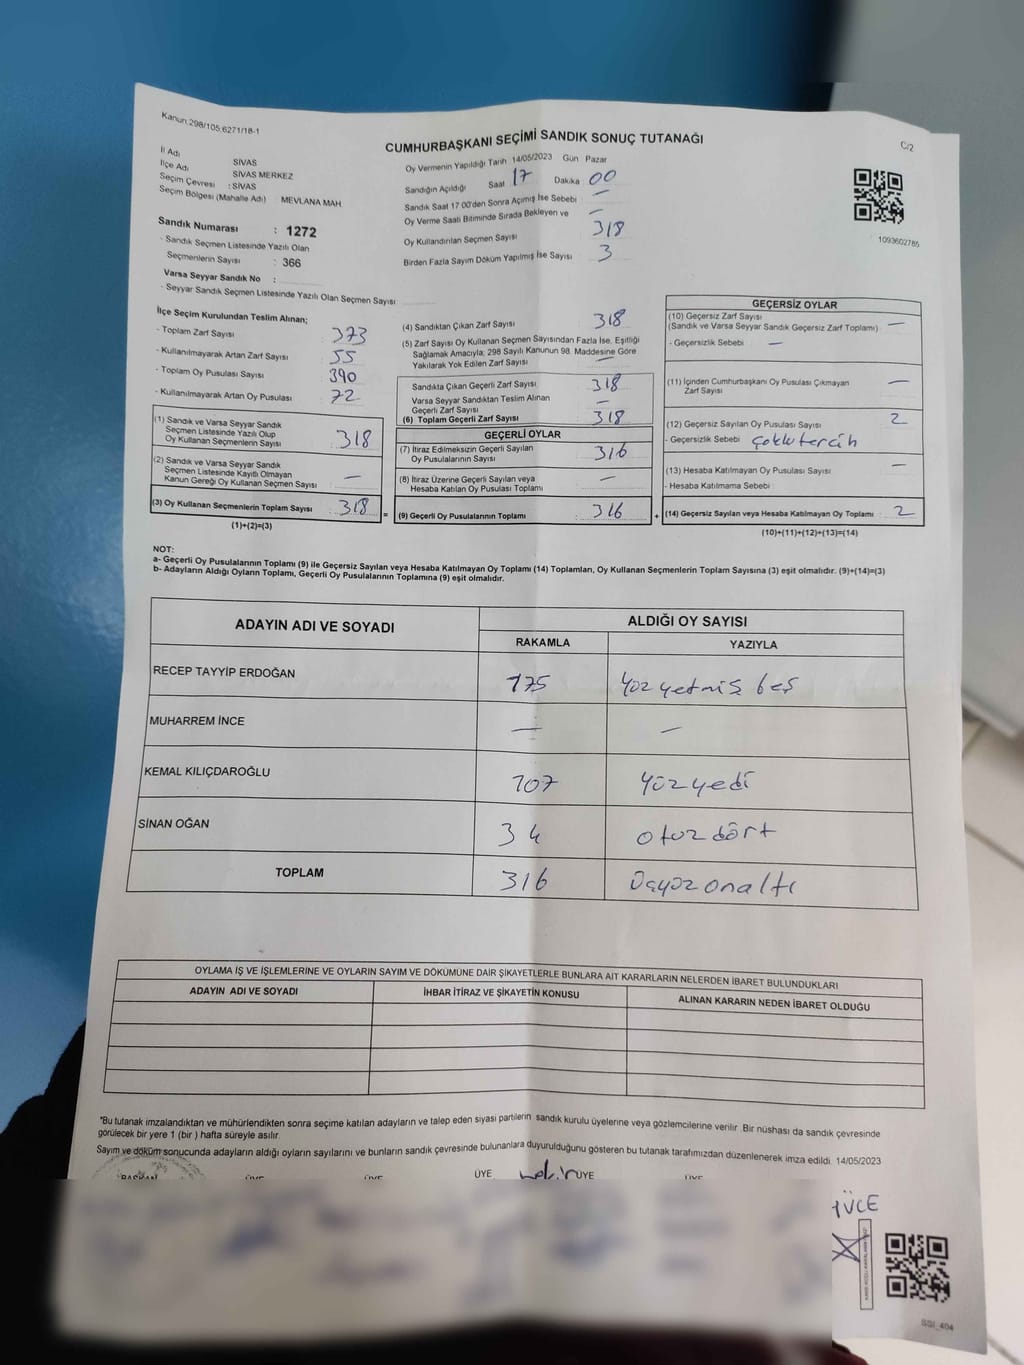 Kanun:298/105,6271/18-1
CUMHURBAŞKANI SEÇİMİ SANDIK SONUÇ TUTANAĞI
C/2
İl Adı SİVAS
İlçe Adı SİVAS MERKEZ
Seçim Çevresi : SİVAS
Seçim Bölgesi (Mahalle Adı) MEVLANA MAH.
Sandık Numarası : 1272
- Sandık Seçmen Listesinde Yazılı Olan
Seçmenlerin Sayısı : 366
Varsa Seyyar Sandık No :
- Seyyar Sandık Seçmen Listesinde Yazılı Olan Seçmen Sayısı
Oy Vermenin Yapıldığı Tarih 14/05/2023 Gün Pazar
Sandığın Açıldığı Saat 17 Dakika 00
Sandık Saat 17:00'den Sonra Açılmış İse Sebebi —
Oy Verme Saati Bitiminde Sırada Bekleyen ve —
Oy Kullandırılan Seçmen Sayısı 318
Birden Fazla Sayım Döküm Yapılmış İse Sayısı 3
1093602785
İlçe Seçim Kurulundan Teslim Alınan;
- Toplam Zarf Sayısı 373
- Kullanılmayarak Artan Zarf Sayısı 55
- Toplam Oy Pusulası Sayısı 390
- Kullanılmayarak Artan Oy Pusulası 72
(1) Sandık ve Varsa Seyyar Sandık
Seçmen Listesinde Yazılı Olup
Oy Kullanan Seçmenlerin Sayısı 318
(2) Sandık ve Varsa Seyyar Sandık
Seçmen Listesinde Kayıtlı Olmayan
Kanun Gereği Oy Kullanan Seçmen Sayısı —
(3) Oy Kullanan Seçmenlerin Toplam Sayısı 318 =
(1)+(2)=(3)
(4) Sandıktan Çıkan Zarf Sayısı 318
(5) Zarf Sayısı Oy Kullanan Seçmen Sayısından Fazla İse, Eşitliği
Sağlamak Amacıyla; 298 Sayılı Kanunun 98. Maddesine Göre
Yakılarak Yok Edilen Zarf Sayısı —
Sandıkta Çıkan Geçerli Zarf Sayısı 318
Varsa Seyyar Sandıktan Teslim Alınan
Geçerli Zarf Sayısı —
(6) Toplam Geçerli Zarf Sayısı 318
GEÇERLİ OYLAR
(7) İtiraz Edilmeksizin Geçerli Sayılan
Oy Pusulalarının Sayısı 316
(8) İtiraz Üzerine Geçerli Sayılan veya
Hesaba Katılan Oy Pusulası Toplamı —
(9) Geçerli Oy Pusulalarının Toplamı : 316 +
GEÇERSİZ OYLAR
(10) Geçersiz Zarf Sayısı
(Sandık ve Varsa Seyyar Sandık Geçersiz Zarf Toplamı) —
- Geçersizlik Sebebi : —
(11) İçinden Cumhurbaşkanı Oy Pusulası Çıkmayan
Zarf Sayısı —
(12) Geçersiz Sayılan Oy Pusulası Sayısı 2
- Geçersizlik Sebebi çoklu tercih
(13) Hesaba Katılmayan Oy Pusulası Sayısı —
- Hesaba Katılmama Sebebi :
(14) Geçersiz Sayılan veya Hesaba Katılmayan Oy Toplamı : 2
(10)+(11)+(12)+(13)=(14)
NOT:
a- Geçerli Oy Pusulalarının Toplamı (9) ile Geçersiz Sayılan veya Hesaba Katılmayan Oy Toplamı (14) Toplamları, Oy Kullanan Seçmenlerin Toplam Sayısına (3) eşit olmalıdır. (9)+(14)=(3)
b- Adayların Aldığı Oyların Toplamı, Geçerli Oy Pusulalarının Toplamına (9) eşit olmalıdır.
ADAYIN ADI VE SOYADI ALDIĞI OY SAYISI
RAKAMLA YAZIYLA
RECEP TAYYİP ERDOĞAN 175 Yüz yetmiş beş
MUHARREM İNCE — —
KEMAL KILIÇDAROĞLU 107 Yüz yedi
SİNAN OĞAN 34 otuz dört
TOPLAM 316 Üçyüz onaltı
OYLAMA İŞ VE İŞLEMLERİNE VE OYLARIN SAYIM VE DÖKÜMÜNE DAİR ŞİKAYETLERLE BUNLARA AİT KARARLARIN NELERDEN İBARET BULUNDUKLARI
ADAYIN ADI VE SOYADI İHBAR İTİRAZ VE ŞİKAYETİN KONUSU ALINAN KARARIN NEDEN İBARET OLDUĞU
*Bu tutanak imzalandıktan ve mühürlendikten sonra seçime katılan adayların ve talep eden siyasi partilerin sandık kurulu üyelerine veya gözlemcilerine verilir. Bir nüshası da sandık çevresinde
görülecek bir yere 1 (bir ) hafta süreyle asılır.
Sayım ve döküm sonucunda adayların aldığı oyların sayılarını ve bunların sandık çevresinde bulunanlara duyurulduğunu gösteren bu tutanak tarafımızdan düzenlenerek imza edildi. 14/05/2023
BAŞKAN ÜYE ÜYE ÜYE ÜYE ÜYE
SSI_404